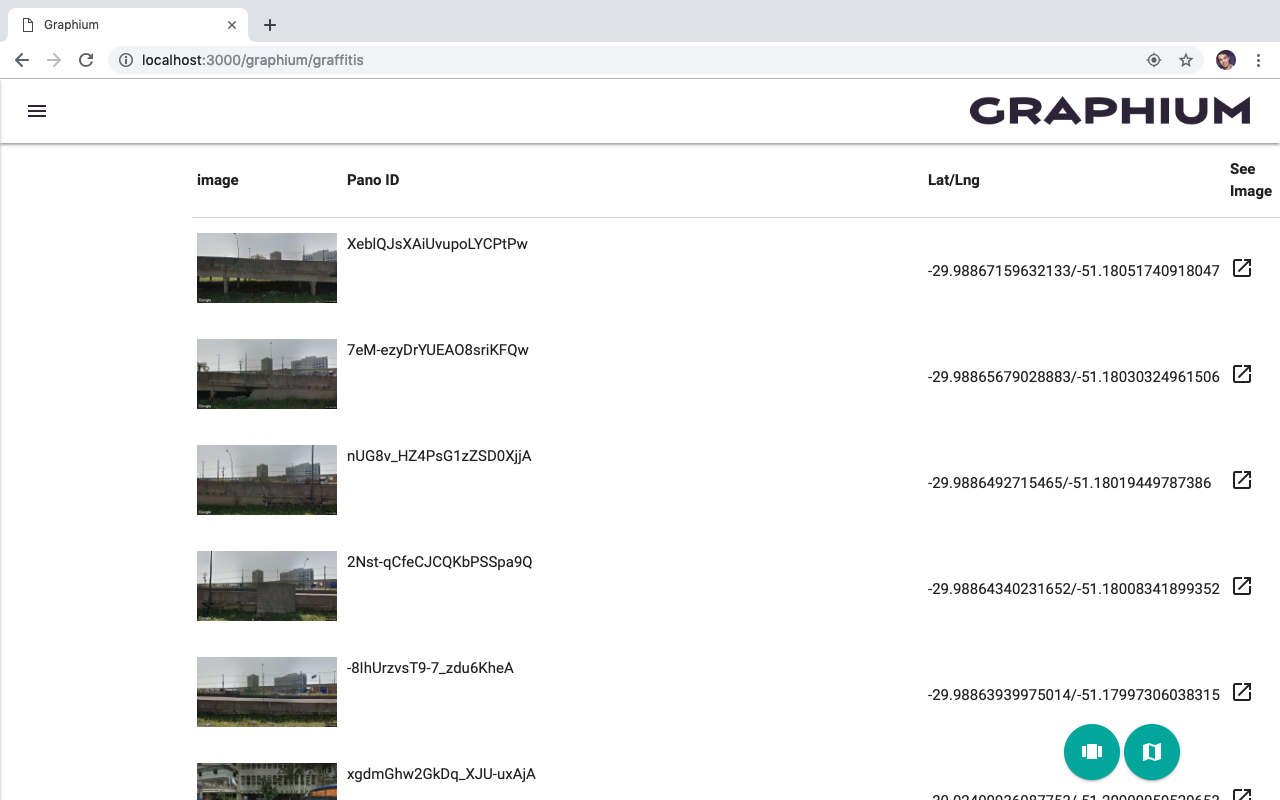 Graphium
localhost:3000/graphium/graffitis
GRAPHIUM
image Pano ID Lat/Lng See
Image
XeblQJsXAiUvupoLYCPtPw
-29.98867159632133/-51.18051740918047
7eM-ezyDrYUEAO8sriKFQw
-29.98865679028883/-51.18030324961506
nUG8v_HZ4PsG1zZSD0XjjA
-29.9886492715465/-51.18019449787386
2Nst-qCfeCJCQKbPSSpa9Q
-29.98864340231652/-51.18008341899352
-8IhUrzvsT9-7_zdu6KheA
-29.98863939975014/-51.17997306038315
xgdmGhw2GkDq_XJU-uxAjA